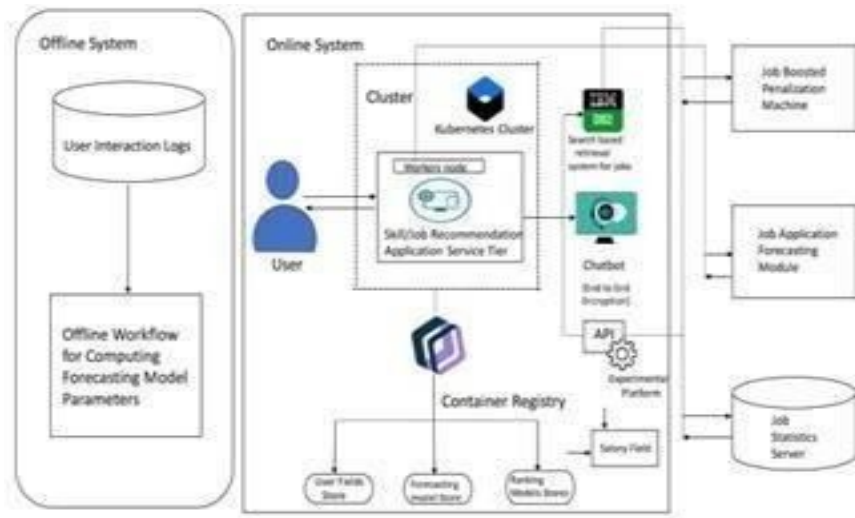 Offline System
User Interaction Logs
Offline Workflow
for Computing
Forecasting Model
Parameters
Online System
Cluster
Kubernetes Cluster
Workers node
Skill/Job Recommendation
Application Service Tier
User
IBM
DB2
Search based
retrieval
system for jobs
Chatbot
(End to End
Encryption)
API
Experimental
Platform
Container Registry
User Fields
Store
Forecasting
model Store
Ranking
Models Stores
Salary Field
Job Boosted
Penalization
Machine
Job Application
Forecasting
Module
Job
Statistics
Server